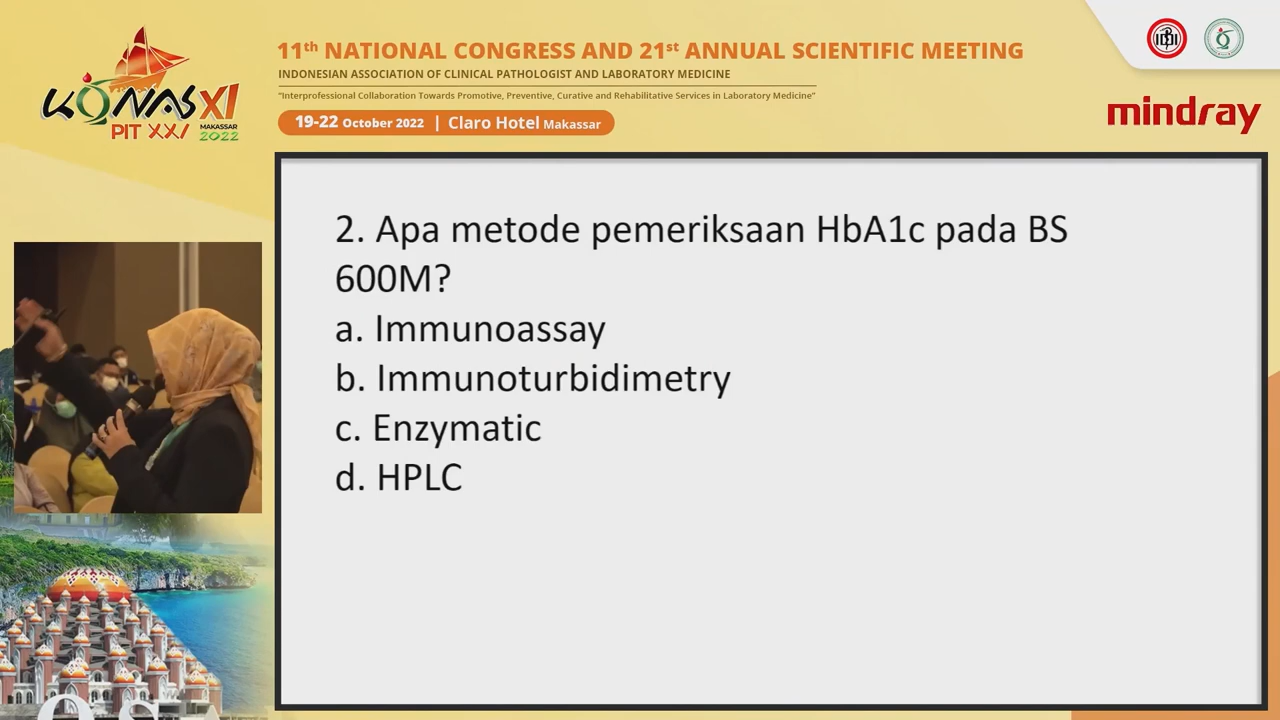 11th NATIONAL CONGRESS AND 21st ANNUAL SCIENTIFIC MEETING
INDONESIAN ASSOCIATION OF CLINICAL PATHOLOGIST AND LABORATORY MEDICINE
"Interprofessional Collaboration Towards Promotive, Preventive, Curative and Rehabilitative Services in Laboratory Medicine"
19-22 October 2022 | Claro Hotel Makassar
KONAS XI
PIT XXI MAKASSAR
2022
mindray
2. Apa metode pemeriksaan HbA1c pada BS
600M?
a. Immunoassay
b. Immunoturbidimetry
c. Enzymatic
d. HPLC